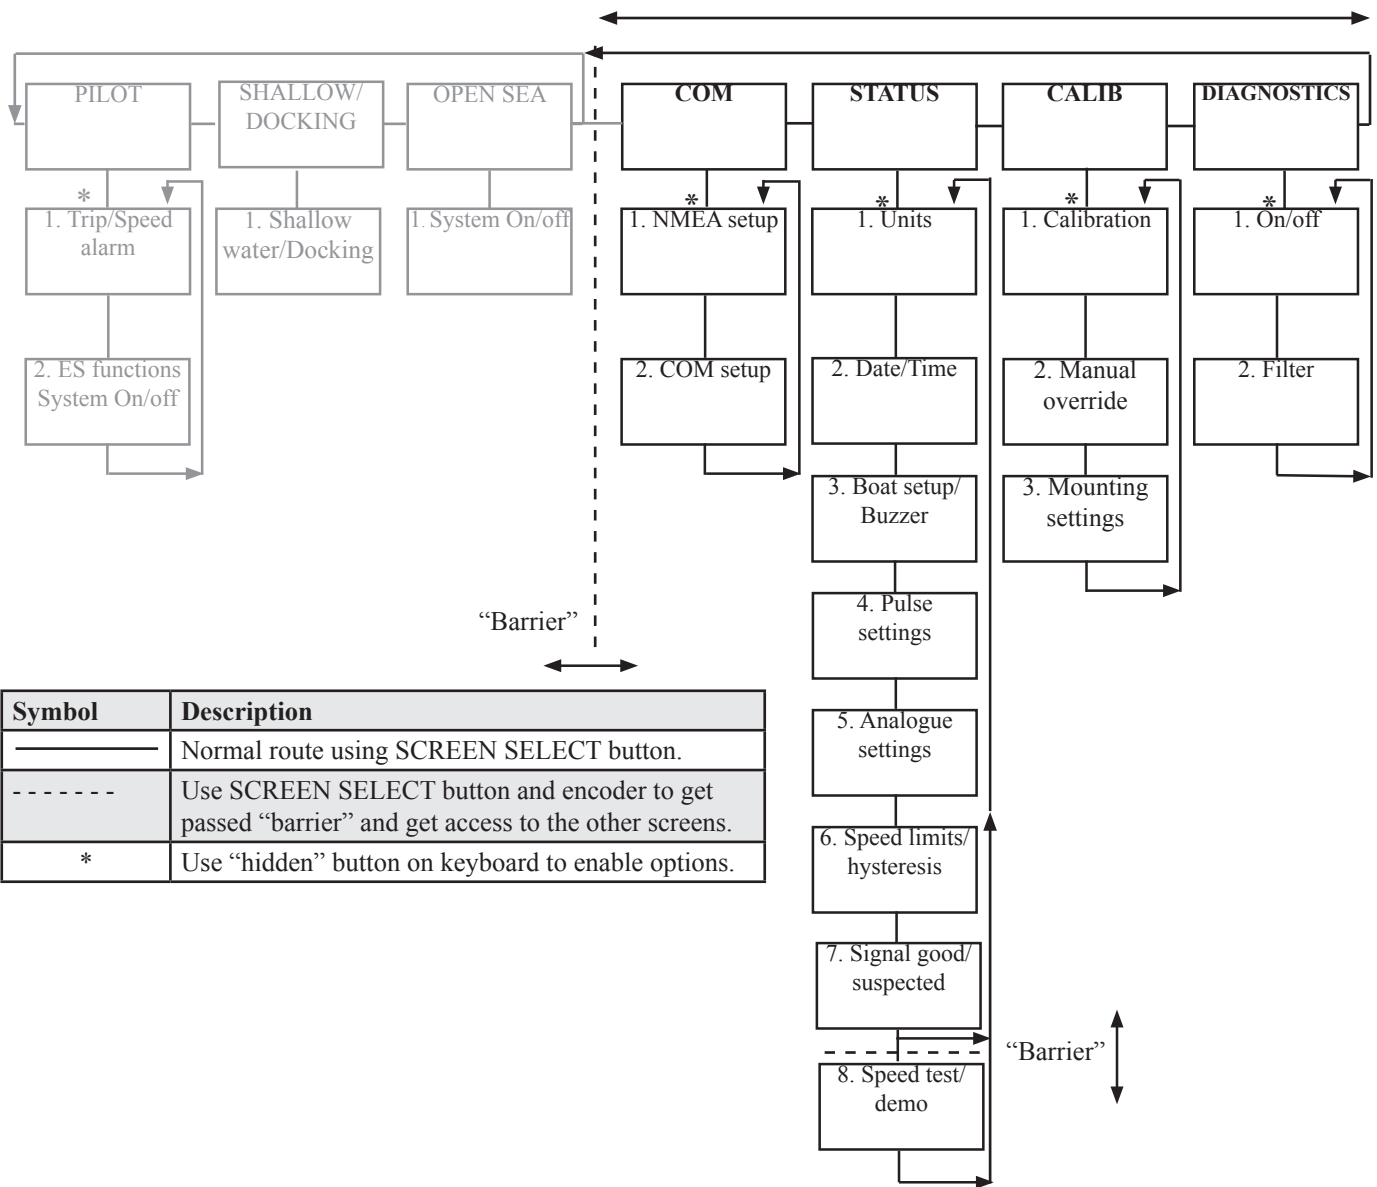 PILOT
SHALLOW/
DOCKING
OPEN SEA
COM
STATUS
CALIB
DIAGNOSTICS
*
1. Trip/Speed
alarm
1. Shallow
water/Docking
1. System On/off
*
1. NMEA setup
*
1. Units
*
1. Calibration
*
1. On/off
2. ES functions
System On/off
2. COM setup
2. Date/Time
2. Manual
override
2. Filter
3. Boat setup/
Buzzer
3. Mounting
settings
4. Pulse
settings
“Barrier”
5. Analogue
settings
6. Speed limits/
hysteresis
7. Signal good/
suspected
“Barrier”
8. Speed test/
demo
Symbol Description
Normal route using SCREEN SELECT button.
- - - - - - - Use SCREEN SELECT button and encoder to get
passed “barrier” and get access to the other screens.
* Use “hidden” button on keyboard to enable options.